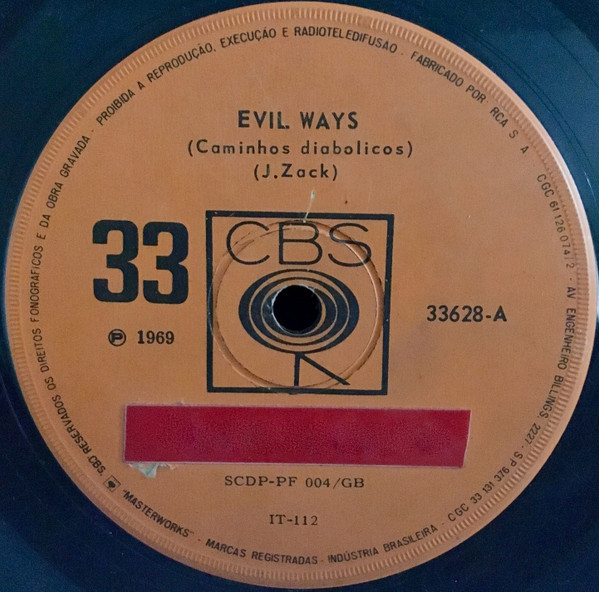 PROIBIDA A REPRODUÇÃO, EXECUÇÃO E RADIOTELEDIFUSÃO - FABRICADO POR: RCA S A CGC 61 126 074/2 - AV ENGENHEIRO BILLINGS, 2227 - S P
EVIL WAYS
(Caminhos diabolicos)
(J.Zack)
33
CBS
℗ 1969
33628-A
SCDP-PF 004/GB
IT-112
RESERVADOS OS DIREITOS FONOGRAFICOS E DA OBRA GRAVADA -
CBS "MASTERWORKS" - MARCAS REGISTRADAS - INDÚSTRIA BRASILEIRA - CGC 33 131 376